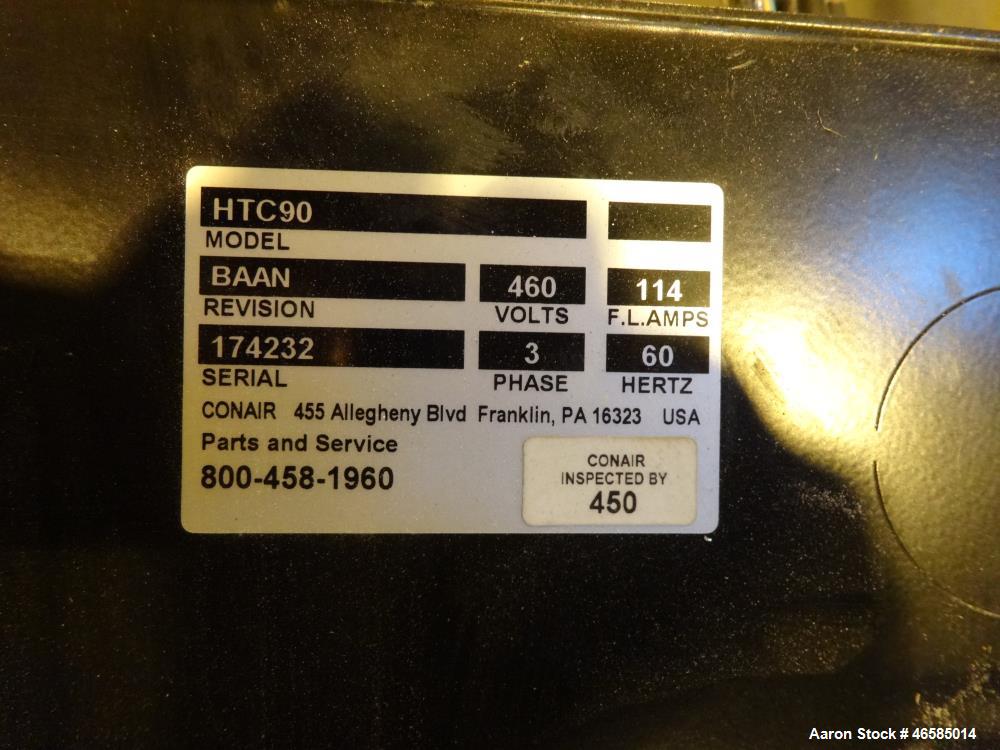 HTC90
MODEL
BAAN 460 114
REVISION VOLTS F.L.AMPS
174232 3 60
SERIAL PHASE HERTZ
CONAIR 455 Allegheny Blvd Franklin, PA 16323 USA
Parts and Service
800-458-1960
CONAIR
INSPECTED BY
450
Aaron Stock # 46585014